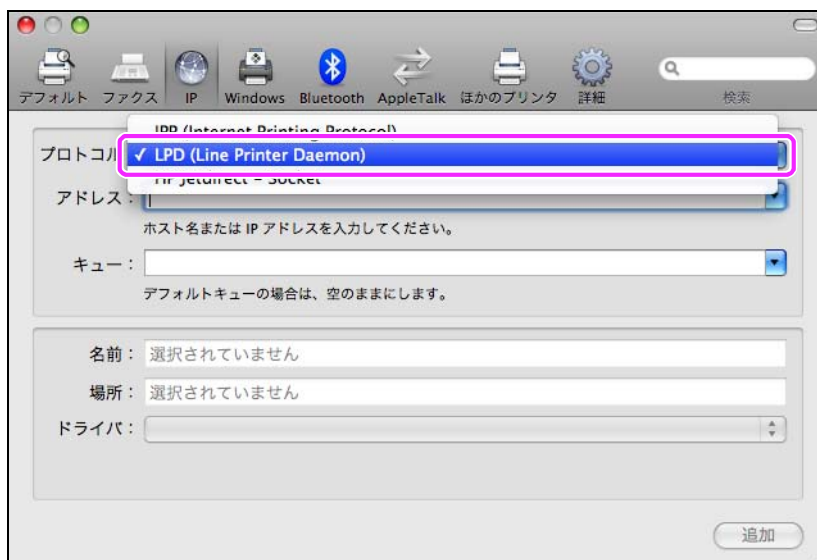 デフォルト ファクス IP Windows Bluetooth AppleTalk ほかのプリンタ 詳細 検索
IPP (Internet Printing Protocol)
プロトコル
✓ LPD (Line Printer Daemon)
HP Jetdirect – Socket
アドレス：
ホスト名または IP アドレスを入力してください。
キュー：
デフォルトキューの場合は、空のままにします。
名前： 選択されていません
場所： 選択されていません
ドライバ：
追加